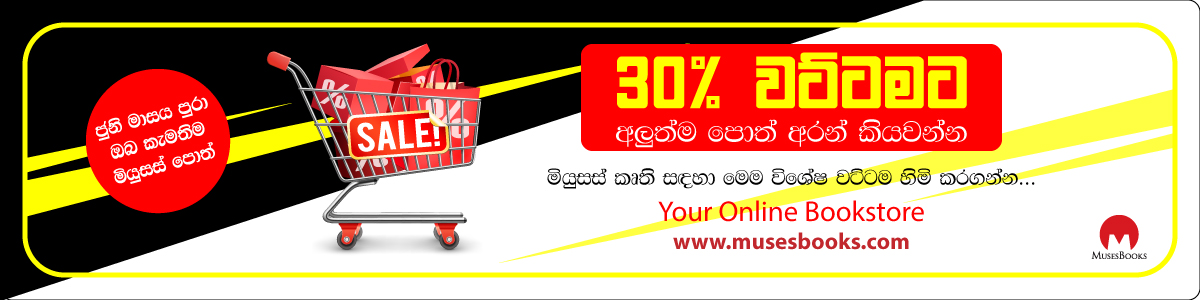 ජුනි මාසය පුරා
ඔබ කැමතිම
මියුසස් පොත්
%
%
SALE!
30% වට්ටමට
අලුත්ම පොත් අරන් කියවන්න
මියුසස් කෘති සඳහා මෙම විශේෂ වට්ටම හිමි කරගන්න...
Your Online Bookstore
www.musesbooks.com
MUSESBOOKS